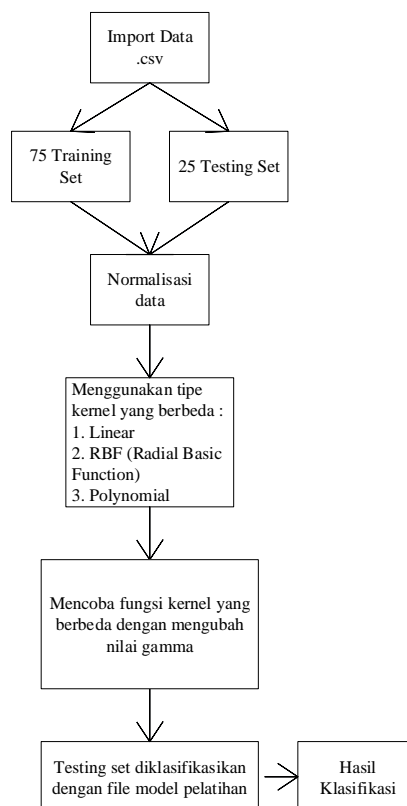 Import Data
.csv
75 Training
Set
25 Testing Set
Normalisasi
data
Menggunakan tipe
kernel yang berbeda :
1. Linear
2. RBF (Radial Basic
Function)
3. Polynomial
Mencoba fungsi kernel yang
berbeda dengan mengubah
nilai gamma
Testing set diklasifikasikan
dengan file model pelatihan
Hasil
Klasifikasi